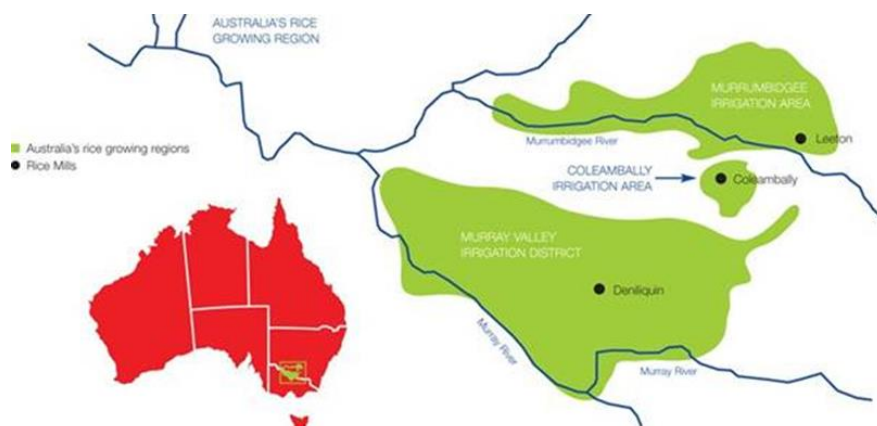 AUSTRALIA'S RICE
GROWING REGION
MURRUMBIDGEE
IRRIGATION AREA
Leeton
Murrumbidgee River
Australia's rice growing regions
Rice Mills
COLEAMBALLY
IRRIGATION AREA
Coleambally
MURRAY VALLEY
IRRIGATION DISTRICT
Deniliquin
Murray River
Murray River